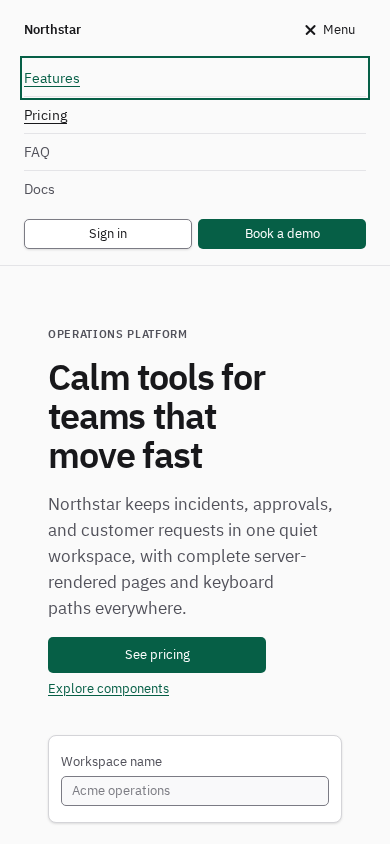 Northstar
Menu
Features
Pricing
FAQ
Docs
Sign in
Book a demo
OPERATIONS PLATFORM
Calm tools for
teams that
move fast
Northstar keeps incidents, approvals,
and customer requests in one quiet
workspace, with complete server-
rendered pages and keyboard
paths everywhere.
See pricing
Explore components
Workspace name
Acme operations